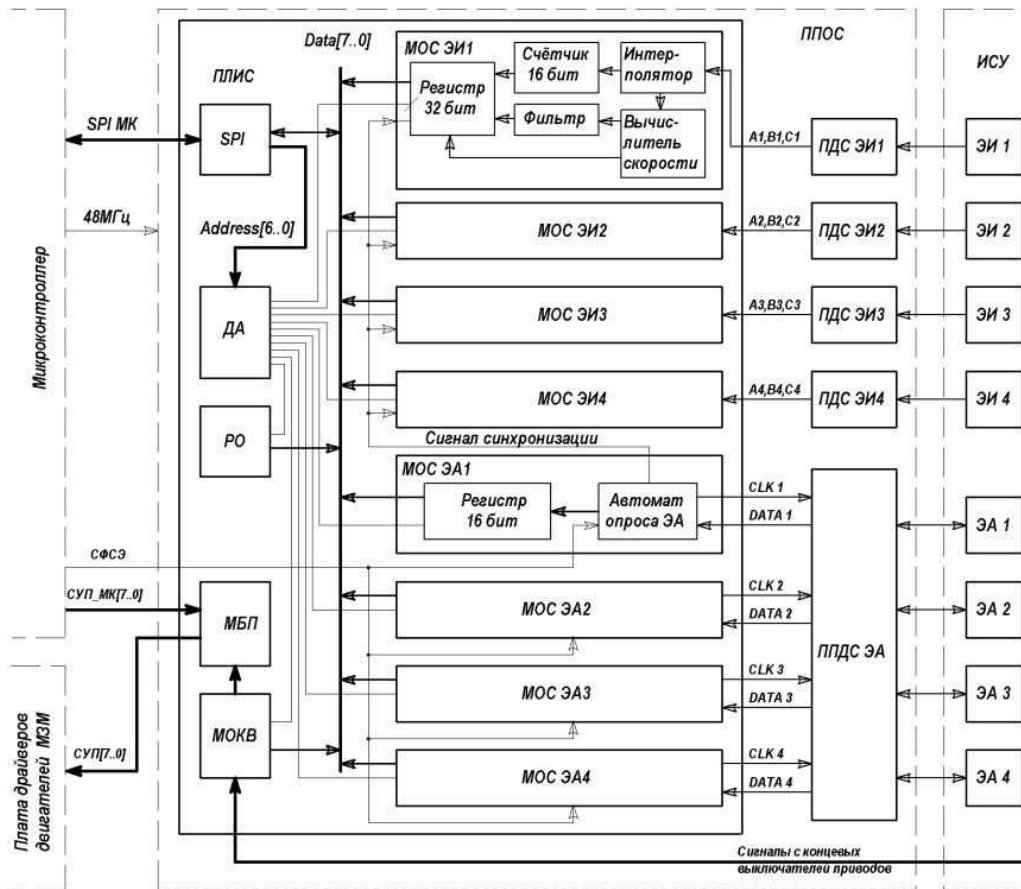 Data[7..0]
ППОС
ИСУ
ПЛИС
МОС ЭИ1
Счётчик
16 бит
Интер-
полятор
Регистр
32 бит
Фильтр
Вычис-
литель
скорости
SPI МК
SPI
A1,B1,C1
ПДС ЭИ1
ЭИ 1
48МГц
Address[6..0]
МОС ЭИ2
A2,B2,C2
ПДС ЭИ2
ЭИ 2
Микроконтроллер
ДА
МОС ЭИ3
A3,B3,C3
ПДС ЭИ3
ЭИ 3
МОС ЭИ4
A4,B4,C4
ПДС ЭИ4
ЭИ 4
РО
Сигнал синхронизации
МОС ЭА1
Регистр
16 бит
Автомат
опроса ЭА
CLK 1
DATA 1
ЭА 1
СФСЭ
СУП_МК[7..0]
МБП
МОС ЭА2
CLK 2
DATA 2
ППДС ЭА
ЭА 2
МОС ЭА3
CLK 3
DATA 3
ЭА 3
МОКВ
СУП[7..0]
МОС ЭА4
CLK 4
DATA 4
ЭА 4
Плата драйверов
двигателей МЗМ
Сигналы с концевых
выключателей приводов